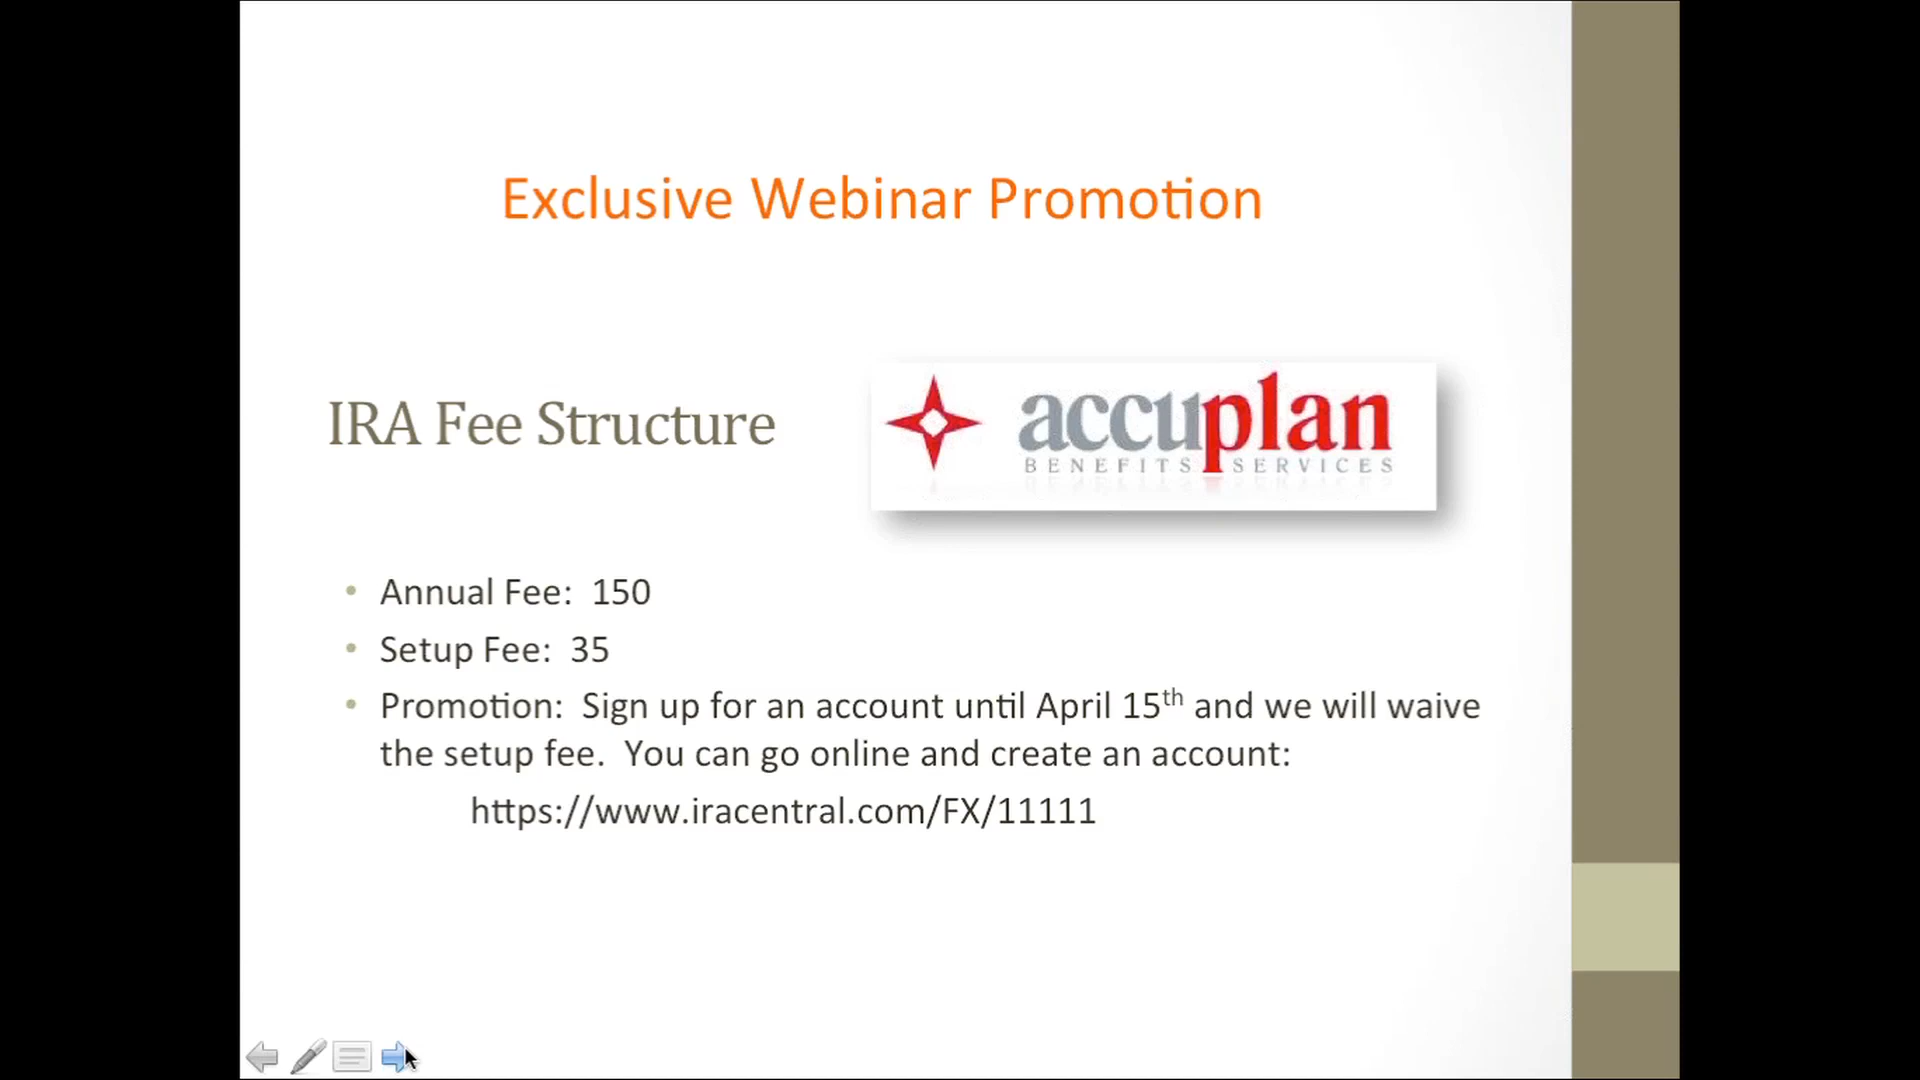 Exclusive Webinar Promotion
IRA Fee Structure
accuplan
BENEFITS SERVICES
• Annual Fee:  150
• Setup Fee:  35
• Promotion:  Sign up for an account until April 15th and we will waive
the setup fee.  You can go online and create an account:
https://www.iracentral.com/FX/11111